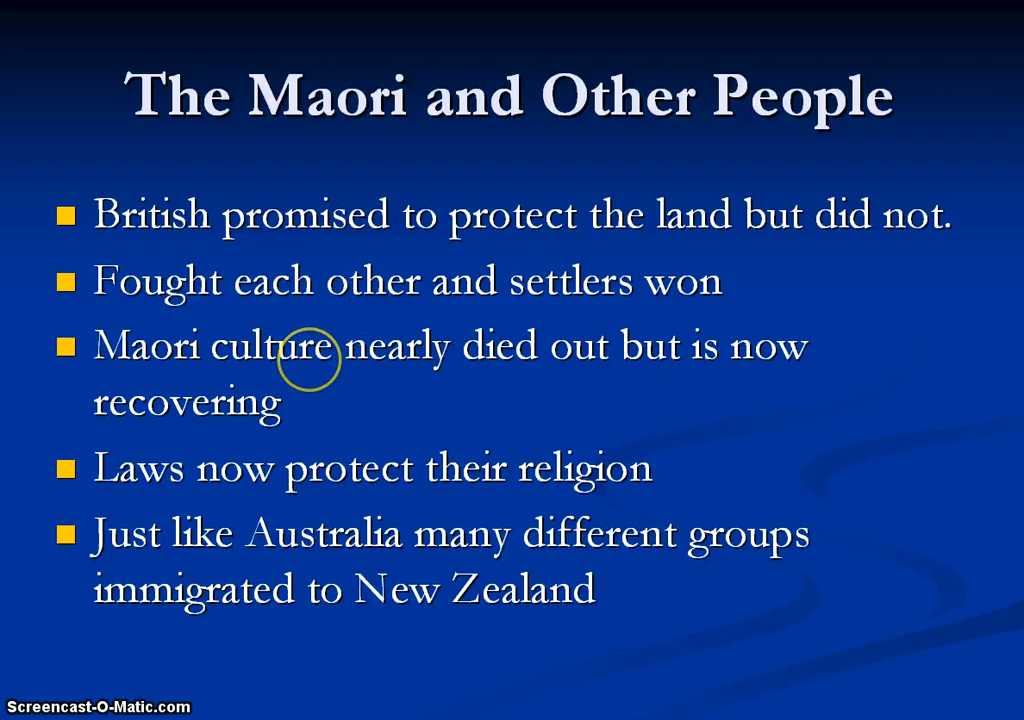 The Maori and Other People
British promised to protect the land but did not.
Fought each other and settlers won
Maori culture nearly died out but is now
recovering
Laws now protect their religion
Just like Australia many different groups
immigrated to New Zealand
Screencast-O-Matic.com